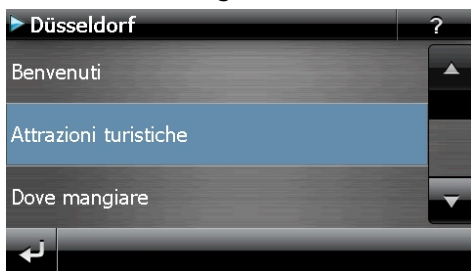 Düsseldorf ?
Benvenuti
Attrazioni turistiche
Dove mangiare